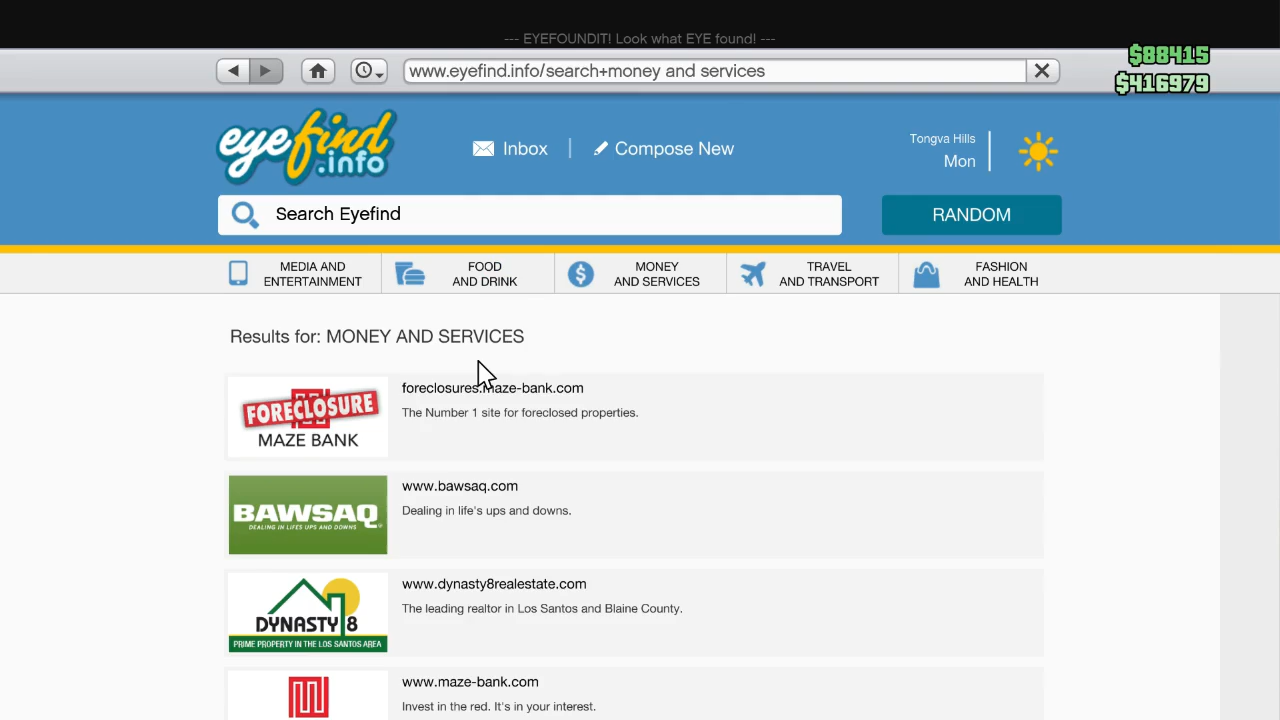 --- EYEFOUNDIT! Look what EYE found! ---
www.eyefind.info/search+money and services
$88415
$416979
eyefind.info
Inbox
Compose New
Tongva Hills
Mon
Search Eyefind
RANDOM
MEDIA AND
ENTERTAINMENT
FOOD
AND DRINK
MONEY
AND SERVICES
TRAVEL
AND TRANSPORT
FASHION
AND HEALTH
Results for: MONEY AND SERVICES
FORECLOSURE
MAZE BANK
foreclosures.maze-bank.com
The Number 1 site for foreclosed properties.
BAWSAQ
DEALING IN LIFES UPS AND DOWNS
www.bawsaq.com
Dealing in life's ups and downs.
DYNASTY 8
PRIME PROPERTY IN THE LOS SANTOS AREA
www.dynasty8realestate.com
The leading realtor in Los Santos and Blaine County.
www.maze-bank.com
Invest in the red. It's in your interest.